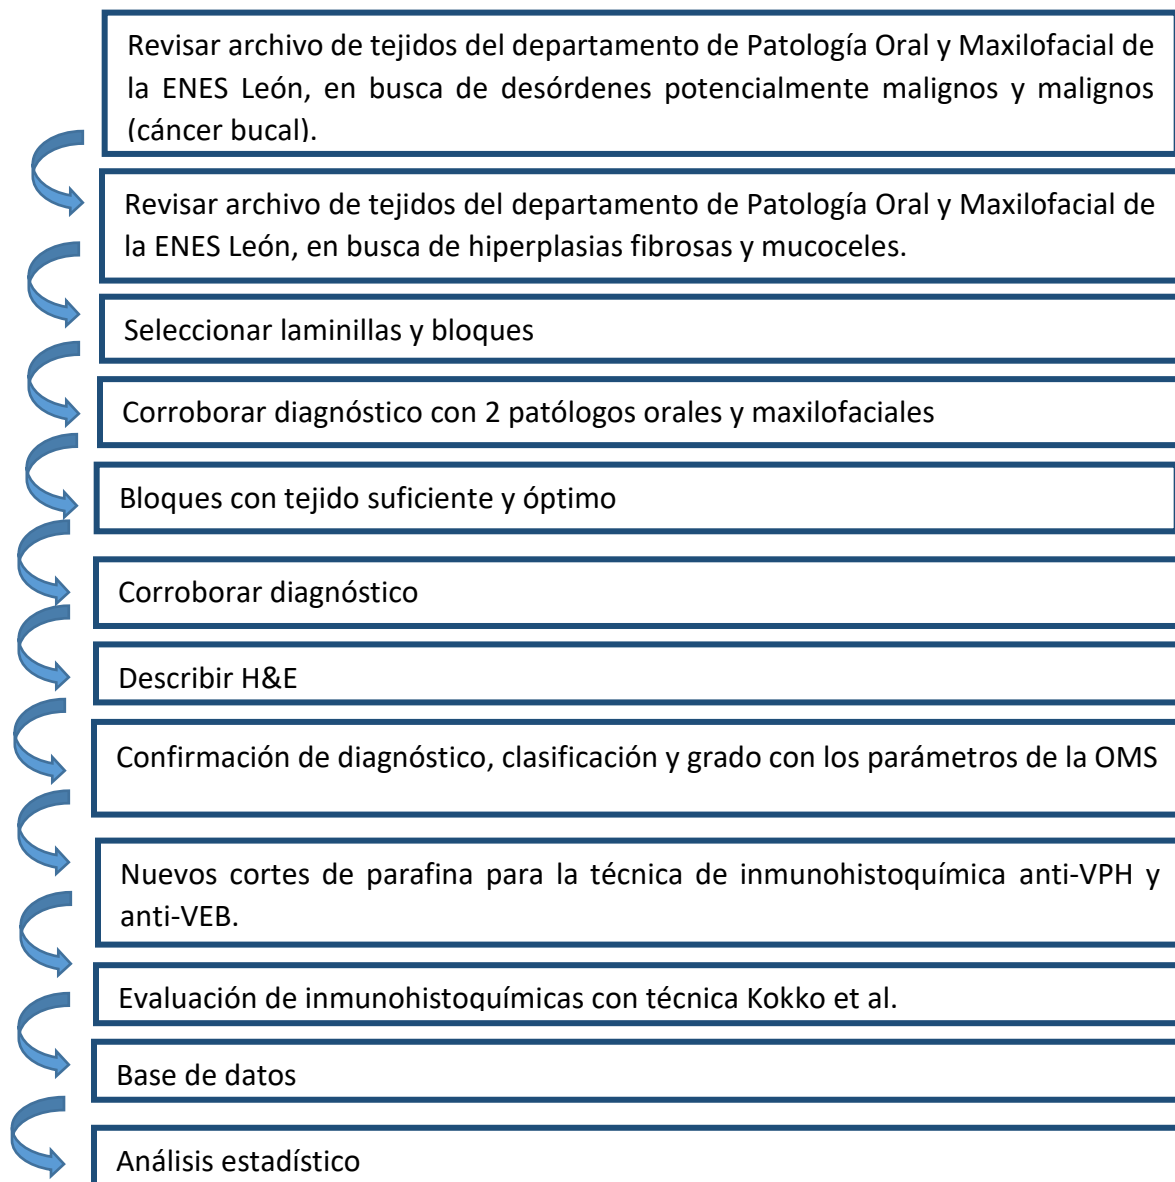 Revisar archivo de tejidos del departamento de Patología Oral y Maxilofacial de
la ENES León, en busca de desórdenes potencialmente malignos y malignos
(cáncer bucal).
Revisar archivo de tejidos del departamento de Patología Oral y Maxilofacial de
la ENES León, en busca de hiperplasias fibrosas y mucoceles.
Seleccionar laminillas y bloques
Corroborar diagnóstico con 2 patólogos orales y maxilofaciales
Bloques con tejido suficiente y óptimo
Corroborar diagnóstico
Describir H&E
Confirmación de diagnóstico, clasificación y grado con los parámetros de la OMS
Nuevos cortes de parafina para la técnica de inmunohistoquímica anti-VPH y
anti-VEB.
Evaluación de inmunohistoquímicas con técnica Kokko et al.
Base de datos
Análisis estadístico